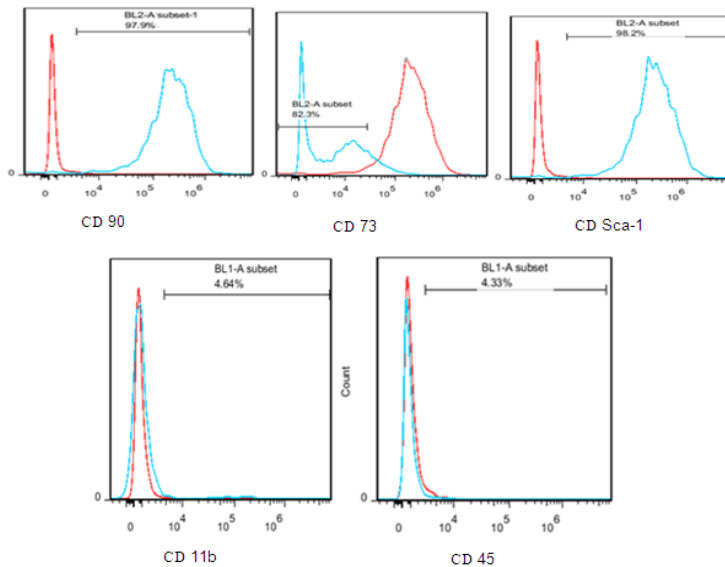 BL2-A subset-1
97.9%
0
0 10^4 10^5 10^6
CD 90
BL2-A subset
82.3%
0
0 10^4 10^5 10^6
CD 73
BL2-A subset
98.2%
0
0 10^4 10^5 10^6
CD Sca-1
BL1-A subset
4.64%
0
0 10^4 10^5 10^6
CD 11b
BL1-A subset
4.33%
Count
0
0 10^4 10^5 10^6
CD 45